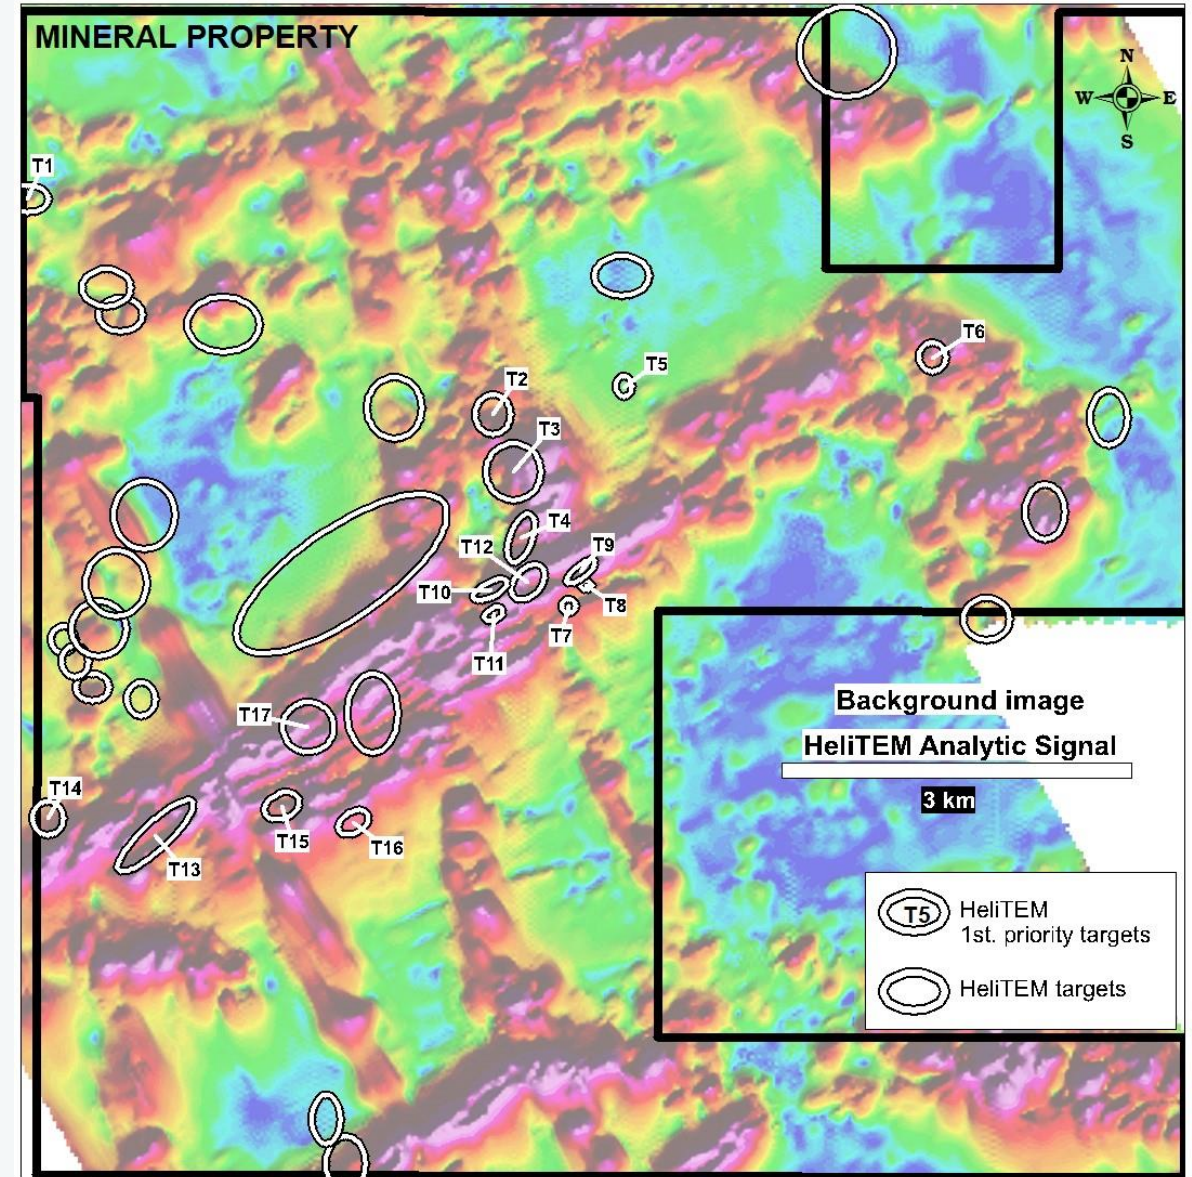 MINERAL PROPERTY
N
W E
S
T1
T6
T5
T2
T3
T4
T12
T9
T10
T8
T7
T11
T17
Background image
HeliTEM Analytic Signal
3 km
T14
T15
T16
T13
T5
HeliTEM
1st. priority targets
HeliTEM targets